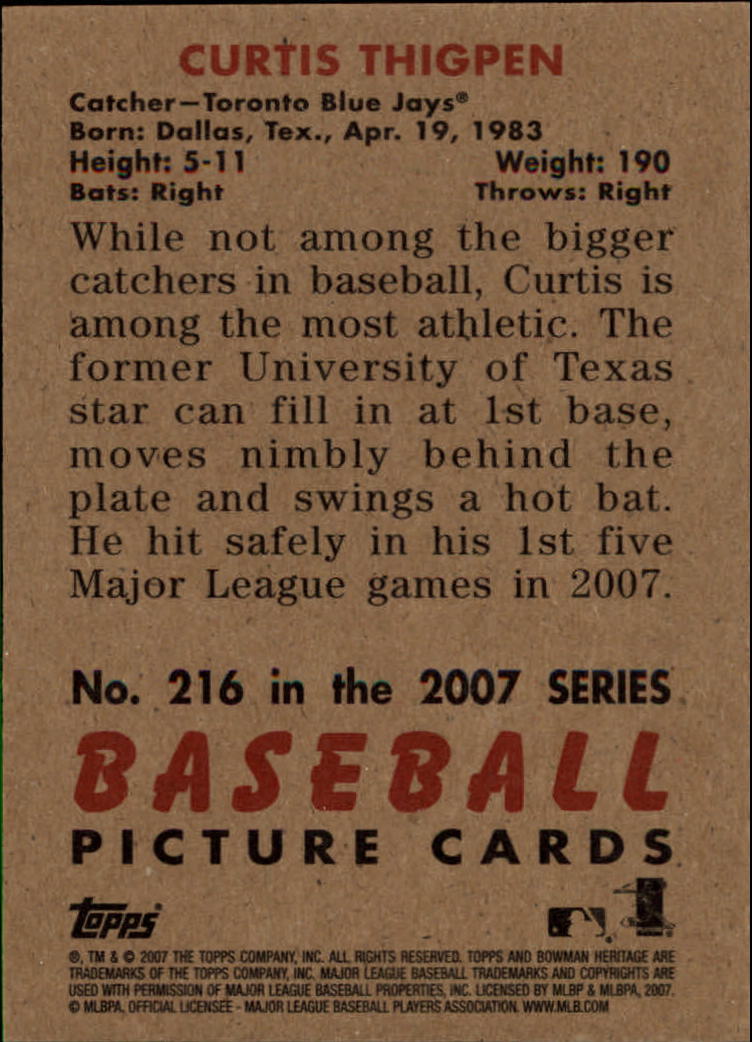 CURTIS THIGPEN
Catcher—Toronto Blue Jays®
Born: Dallas, Tex., Apr. 19, 1983
Height: 5-11 Weight: 190
Bats: Right Throws: Right
While not among the bigger
catchers in baseball, Curtis is
among the most athletic. The
former University of Texas
star can fill in at 1st base,
moves nimbly behind the
plate and swings a hot bat.
He hit safely in his 1st five
Major League games in 2007.
No. 216 in the 2007 SERIES
BASEBALL
PICTURE CARDS
Topps
®, TM & © 2007 THE TOPPS COMPANY, INC. ALL RIGHTS RESERVED. TOPPS AND BOWMAN HERITAGE ARE
TRADEMARKS OF THE TOPPS COMPANY, INC. MAJOR LEAGUE BASEBALL TRADEMARKS AND COPYRIGHTS ARE
USED WITH PERMISSION OF MAJOR LEAGUE BASEBALL PROPERTIES, INC. LICENSED BY MLBP & MLBPA, 2007.
© MLBPA, OFFICIAL LICENSEE - MAJOR LEAGUE BASEBALL PLAYERS ASSOCIATION. WWW.MLB.COM